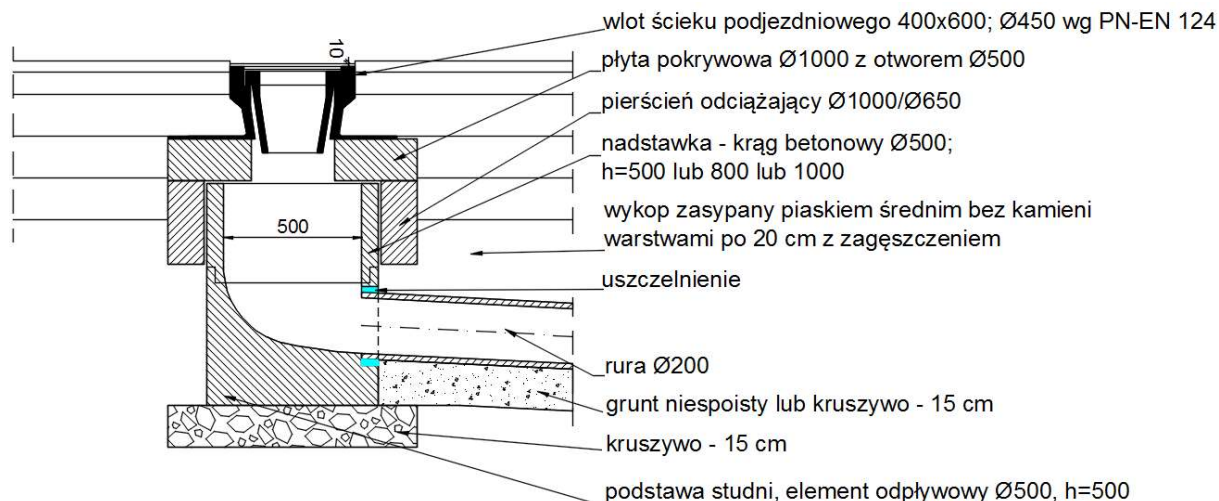 wlot ścieku podjezdniowego 400x600; Ø450 wg PN-EN 124
10
płyta pokrywowa Ø1000 z otworem Ø500
pierścień odciążający Ø1000/Ø650
nadstawka - krąg betonowy Ø500;
h=500 lub 800 lub 1000
500
wykop zasypany piaskiem średnim bez kamieni
warstwami po 20 cm z zagęszczeniem
uszczelnienie
rura Ø200
grunt niespoisty lub kruszywo - 15 cm
kruszywo - 15 cm
podstawa studni, element odpływowy Ø500, h=500